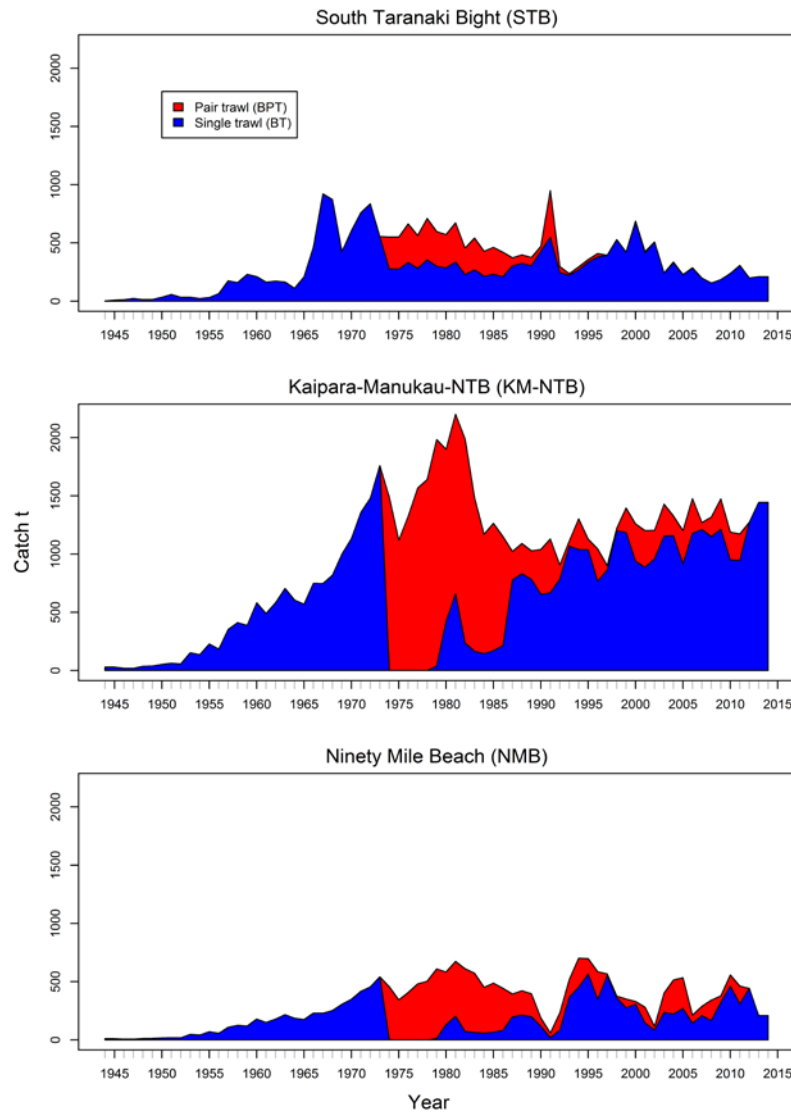 South Taranaki Bight (STB)
2000
1500
1000
500
0
Pair trawl (BPT)
Single trawl (BT)
1945 1950 1955 1960 1965 1970 1975 1980 1985 1990 1995 2000 2005 2010 2015
Kaipara-Manukau-NTB (KM-NTB)
Catch t
2000
1500
1000
500
0
1945 1950 1955 1960 1965 1970 1975 1980 1985 1990 1995 2000 2005 2010 2015
Ninety Mile Beach (NMB)
2000
1500
1000
500
0
1945 1950 1955 1960 1965 1970 1975 1980 1985 1990 1995 2000 2005 2010 2015
Year